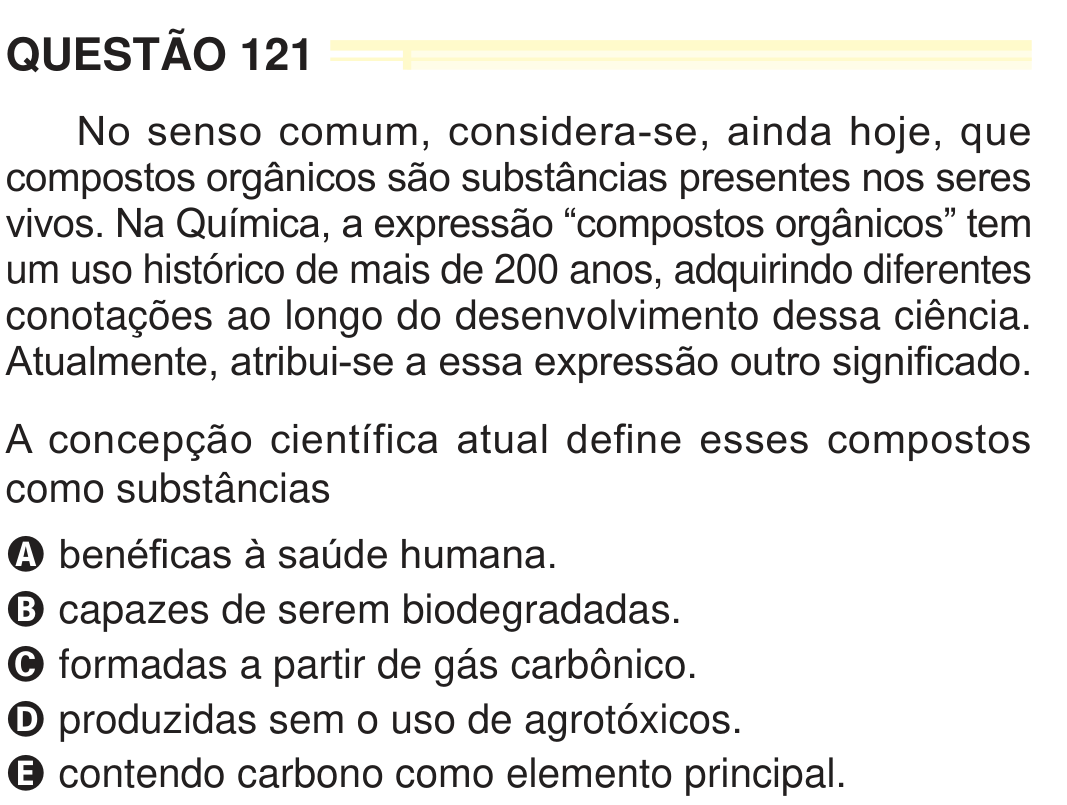 QUESTÃO 121
No senso comum, considera-se, ainda hoje, que
compostos orgânicos são substâncias presentes nos seres
vivos. Na Química, a expressão “compostos orgânicos” tem
um uso histórico de mais de 200 anos, adquirindo diferentes
conotações ao longo do desenvolvimento dessa ciência.
Atualmente, atribui-se a essa expressão outro significado.
A concepção científica atual define esses compostos
como substâncias
A benéficas à saúde humana.
B capazes de serem biodegradadas.
C formadas a partir de gás carbônico.
D produzidas sem o uso de agrotóxicos.
E contendo carbono como elemento principal.